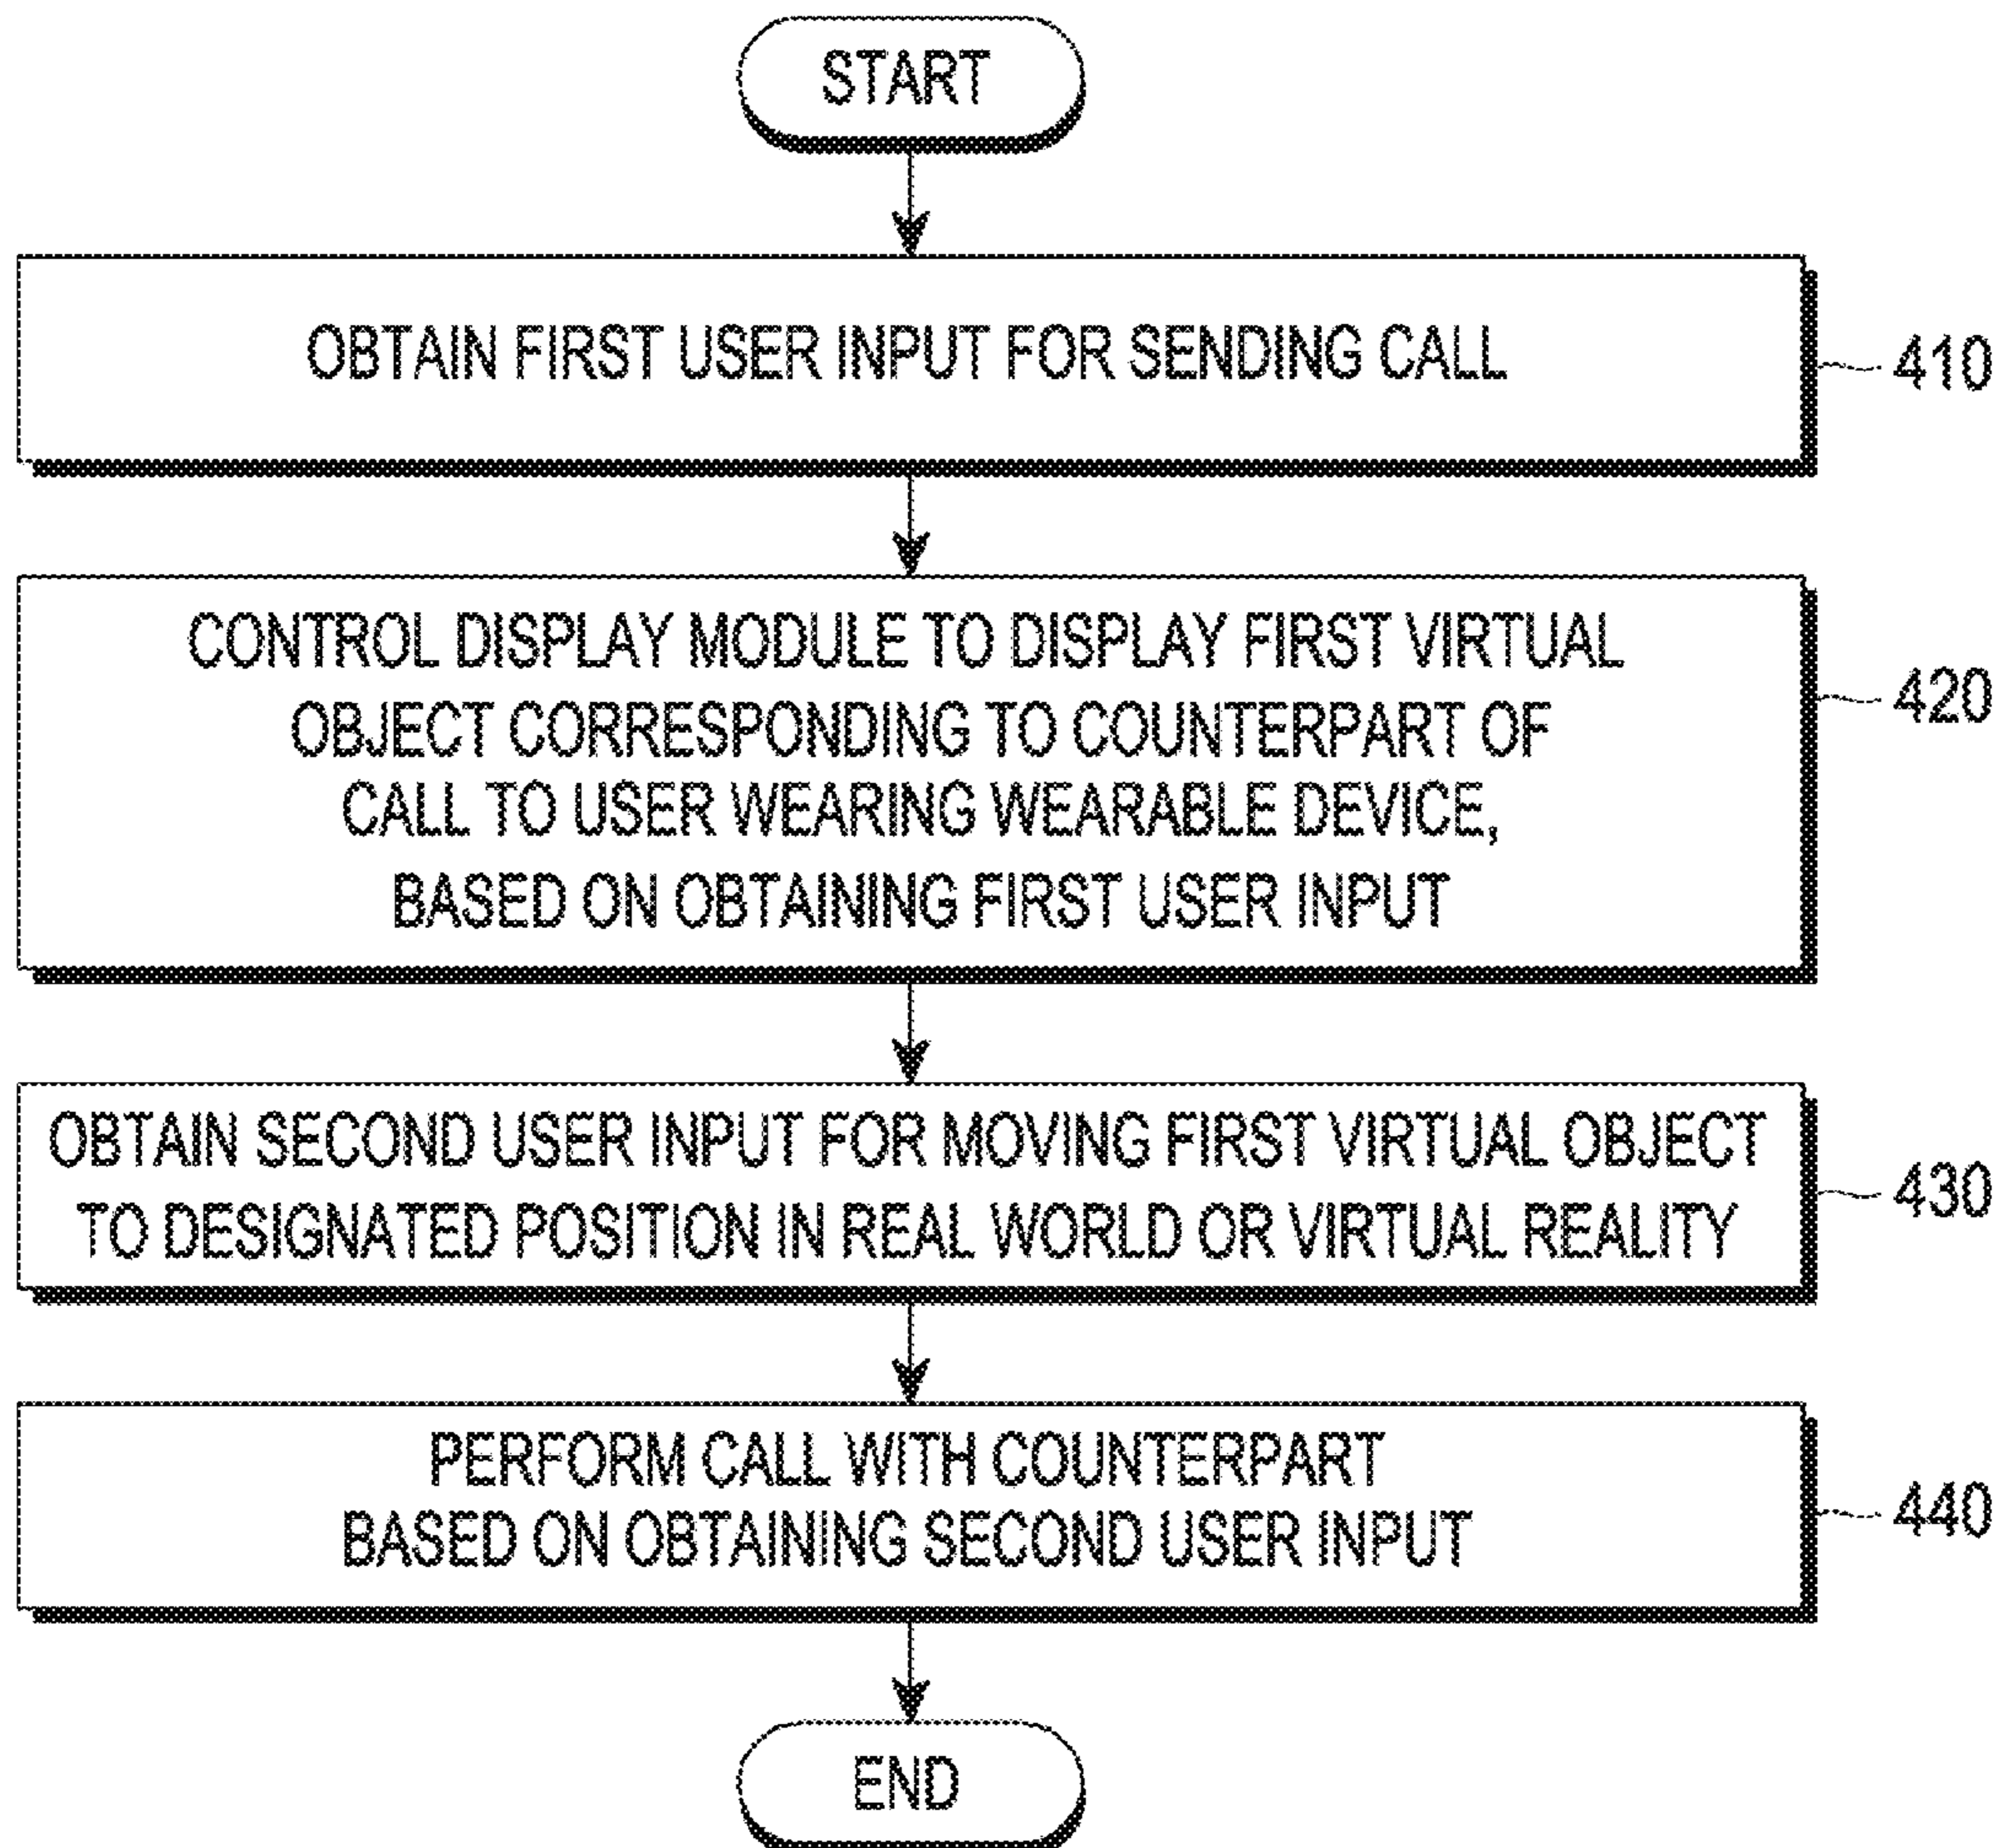 START
OBTAIN FIRST USER INPUT FOR SENDING CALL
410
CONTROL DISPLAY MODULE TO DISPLAY FIRST VIRTUAL
OBJECT CORRESPONDING TO COUNTERPART OF
CALL TO USER WEARING WEARABLE DEVICE,
BASED ON OBTAINING FIRST USER INPUT
420
OBTAIN SECOND USER INPUT FOR MOVING FIRST VIRTUAL OBJECT
TO DESIGNATED POSITION IN REAL WORLD OR VIRTUAL REALITY
430
PERFORM CALL WITH COUNTERPART
BASED ON OBTAINING SECOND USER INPUT
440
END